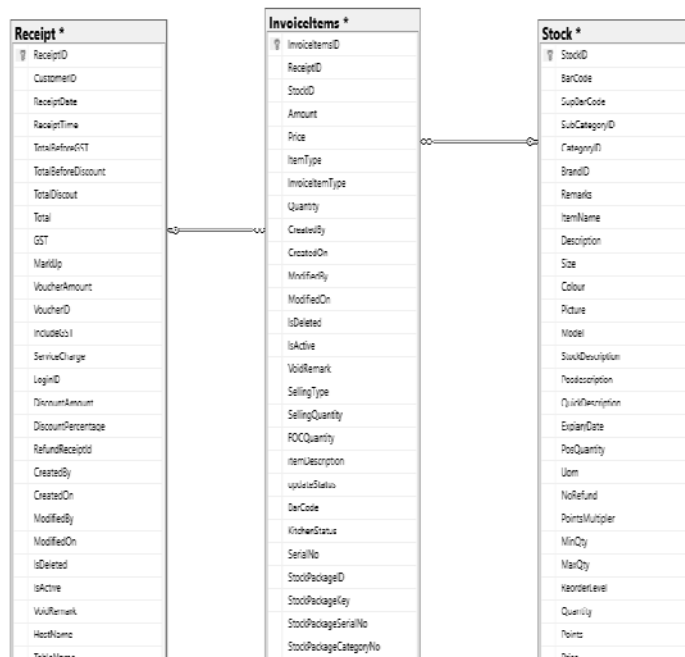 Receipt *
ReceiptID
CustomerID
ReceiptDate
ReceiptTime
TotalBeforeGST
TotalBeforeDiscount
TotalDiscout
Total
GST
MarkUp
VoucherAmount
VoucherID
IncludeGST
ServiceCharge
LoginID
DiscountAmount
DiscountPercentage
RefundReceiptId
CreatedBy
CreatedOn
ModifiedBy
ModifiedOn
IsDeleted
IsActive
VoidRemark
HostName
TableName
InvoiceItems *
InvoiceItemsID
ReceiptID
StockID
Amount
Price
ItemType
InvoiceItemType
Quantity
CreatedBy
CreatedOn
ModifiedBy
ModifiedOn
IsDeleted
IsActive
VoidRemark
SellingType
SellingQuantity
FOCQuantity
ItemDescription
updateStatus
BarCode
KitchenStatus
SerialNo
StockPackageID
StockPackageKey
StockPackageSerialNo
StockPackageCategoryNo
Stock *
StockID
BarCode
SupBarCode
SubCategoryID
CategoryID
BrandID
Remarks
ItemName
Description
Size
Colour
Picture
Model
StockDescription
Posdescription
QuickDescription
ExpiaryDate
PosQuantity
Uom
NoRefund
PointsMultipler
MinQty
MaxQty
ReorderLevel
Quantity
Points
Price